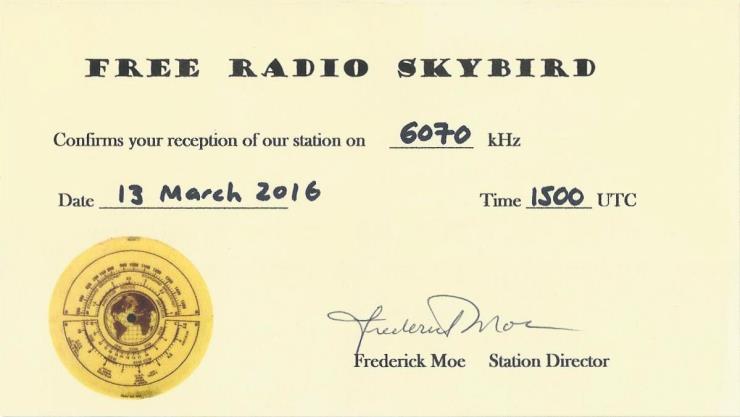 FREE RADIO SKYBIRD
Confirms your reception of our station on 6070 kHz
Date 13 March 2016 Time 1500 UTC
Frederick Moe
Frederick Moe Station Director